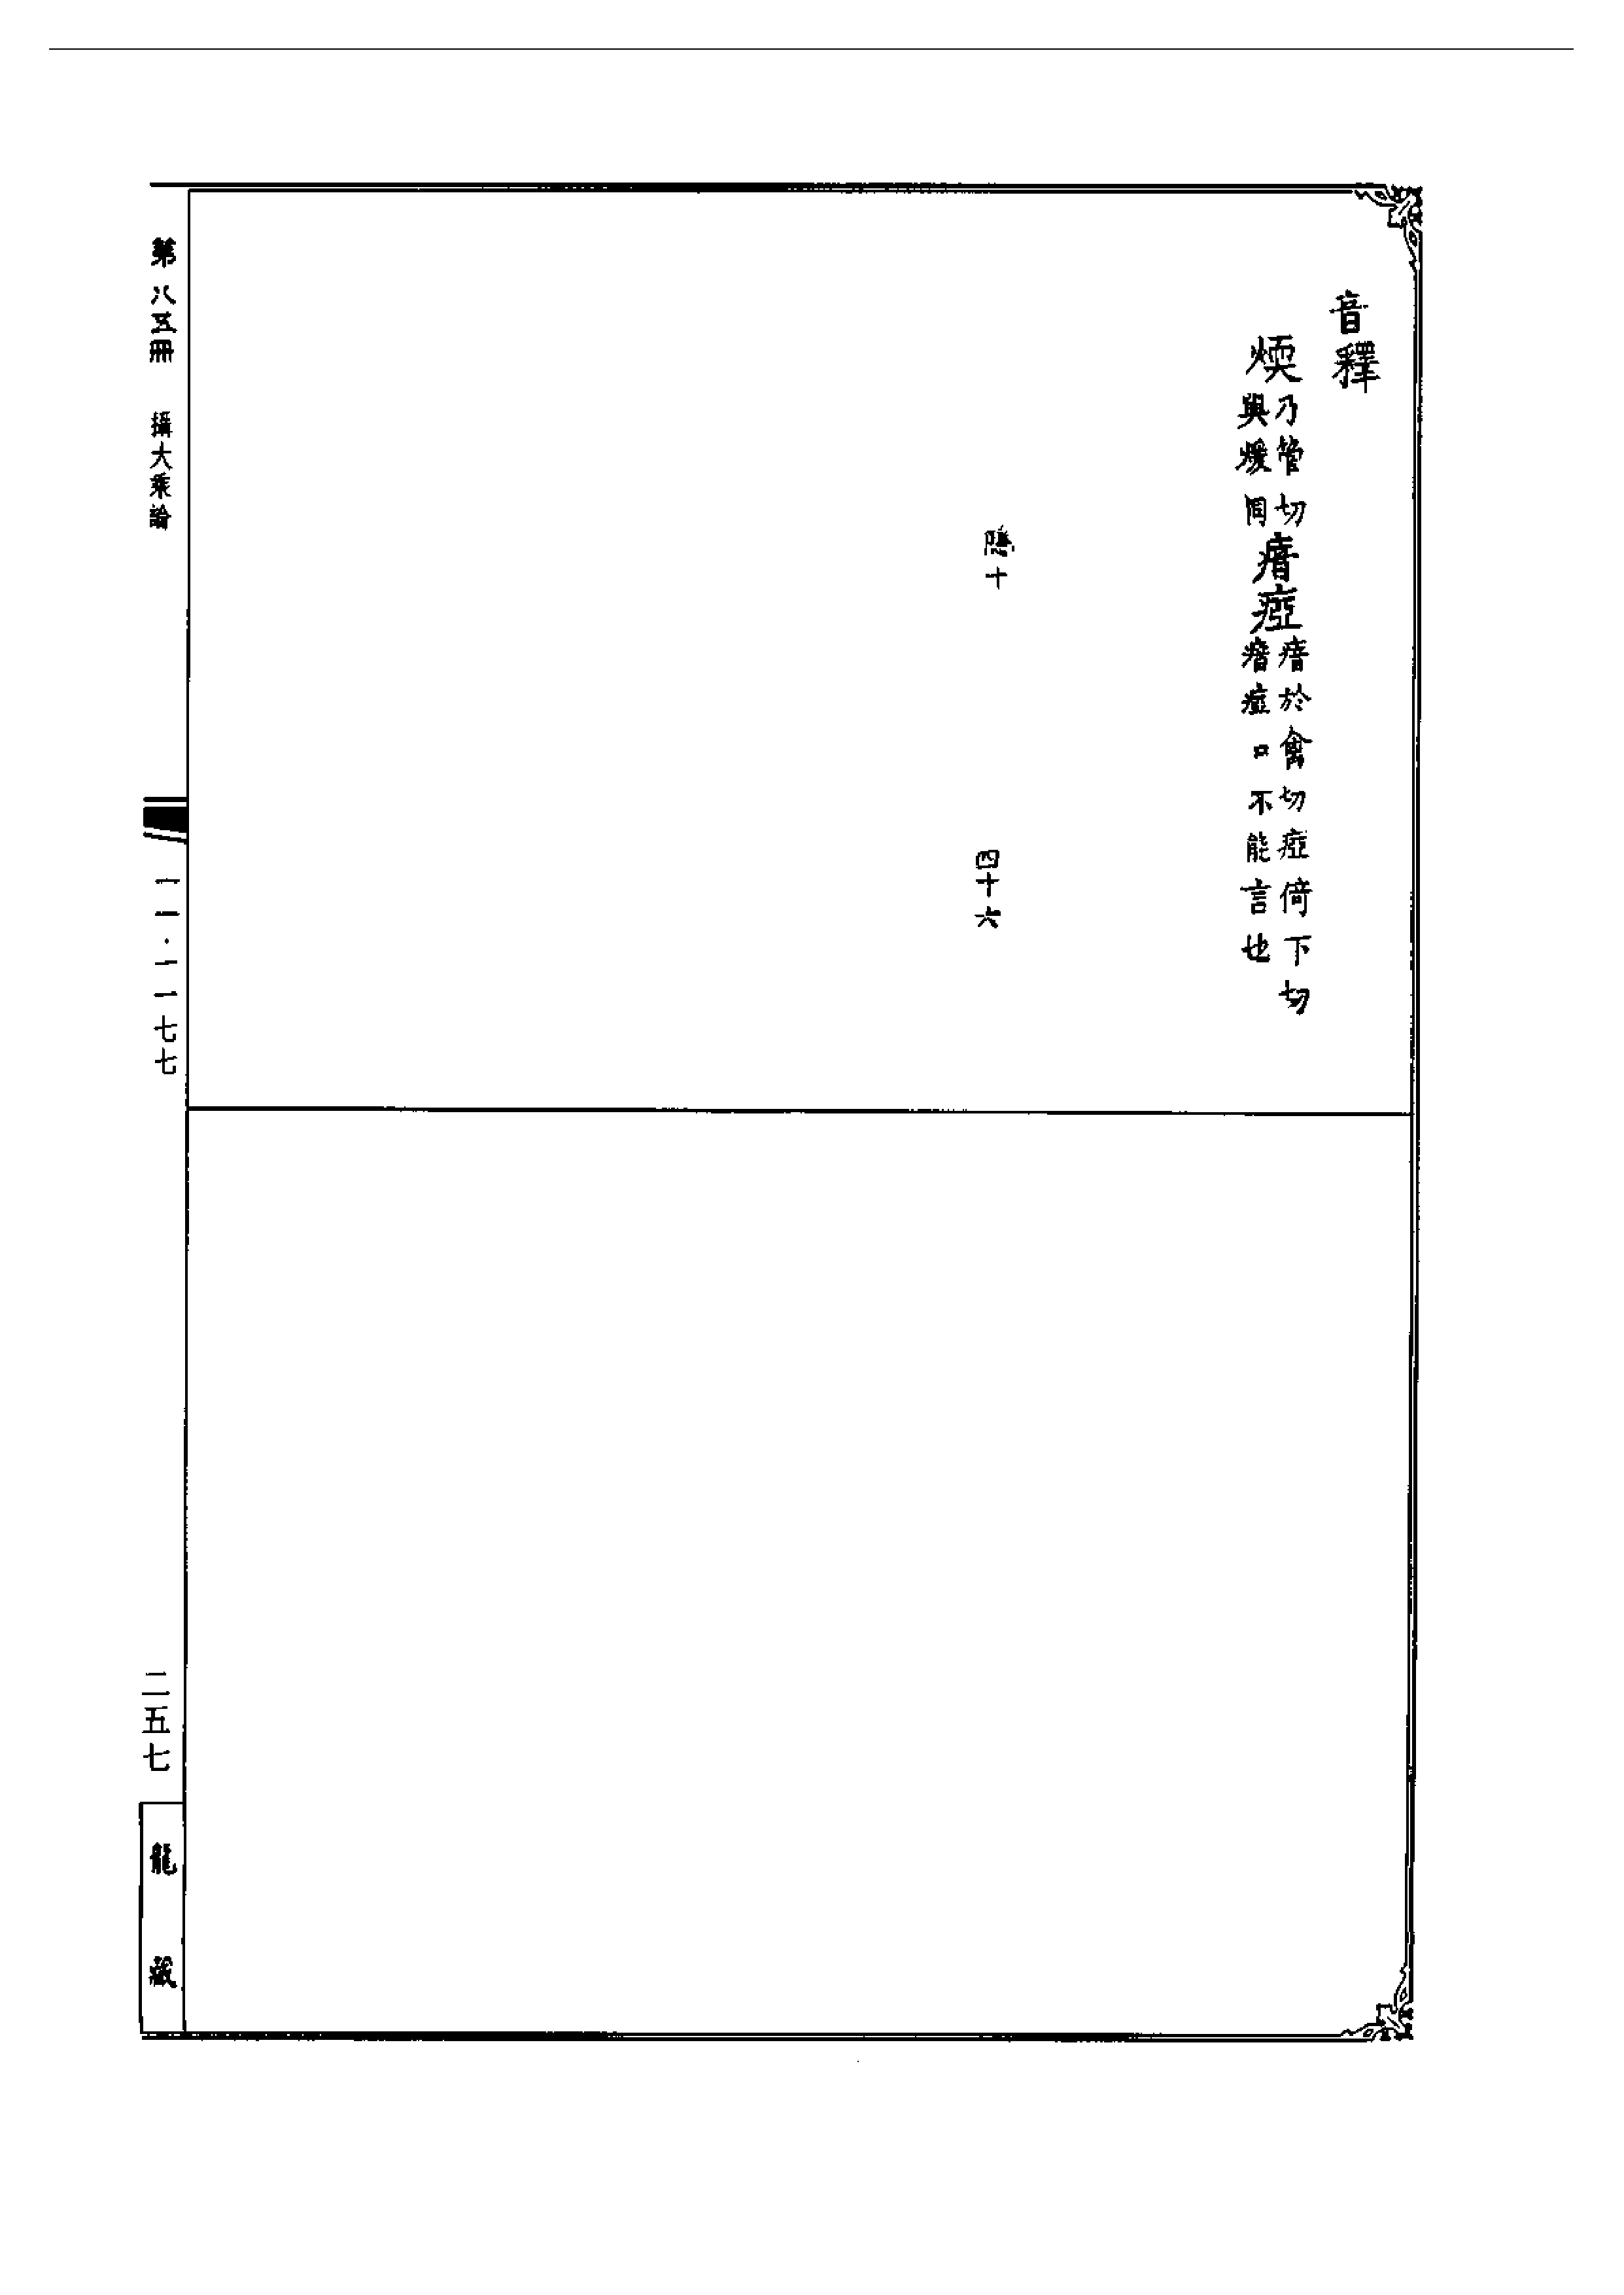 音釋
煗乃管切與煖同瘖瘂瘖於禽切瘂倚下切瘖瘂口不能言也
隱十
四十六
第八五冊 攝大乘論
一一·一一七七
二五七
龍藏